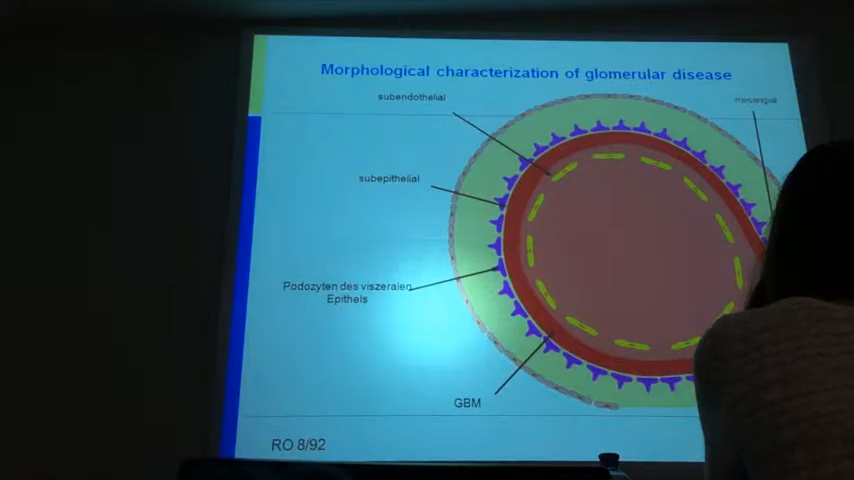 Morphological characterization of glomerular disease
subendothelial
mesangial
subepithelial
Podozyten des viszeralen
Epithels
GBM
RO 8/92